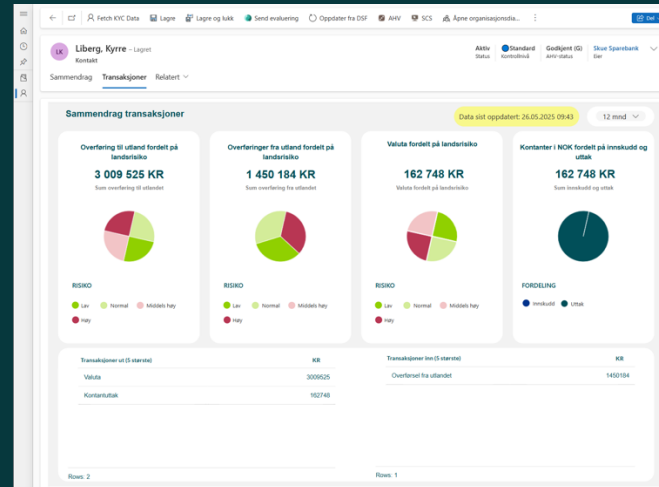 Fetch KYC Data Lagre Lagre og lukk Send evaluering Oppdater fra DSF AHV SCS Åpne organisasjonsdia... Del
LK
Liberg, Kyrre - Lagret
Kontakt
Aktiv Standard Godkjent (G) Skue Sparebank
Status Kontrollnivå AHV-status Eier
Sammendrag Transaksjoner Relatert
Sammendrag transaksjoner
Data sist oppdatert: 26.05.2025 09:43
12 mnd
Overføring til utland fordelt på
landsrisiko
3 009 525 KR
Sum overføring til utlandet
RISIKO
Lav Normal Middels høy
Høy
Overføringer fra utland fordelt på
landsrisiko
1 450 184 KR
Sum overføring fra utlandet
RISIKO
Lav Normal Middels høy
Høy
Valuta fordelt på landsrisiko
162 748 KR
Valuta fordelt på landsrisiko
RISIKO
Lav Normal Middels høy
Høy
Kontanter i NOK fordelt på innskudd og
uttak
162 748 KR
Sum innskudd og uttak
FORDELING
Innskudd Uttak
Transaksjoner ut (5 største) KR
Valuta 3009525
Kontantuttak 162748
Rows: 2
Transaksjoner inn (5 største) KR
Overførsel fra utlandet 1450184
Rows: 1